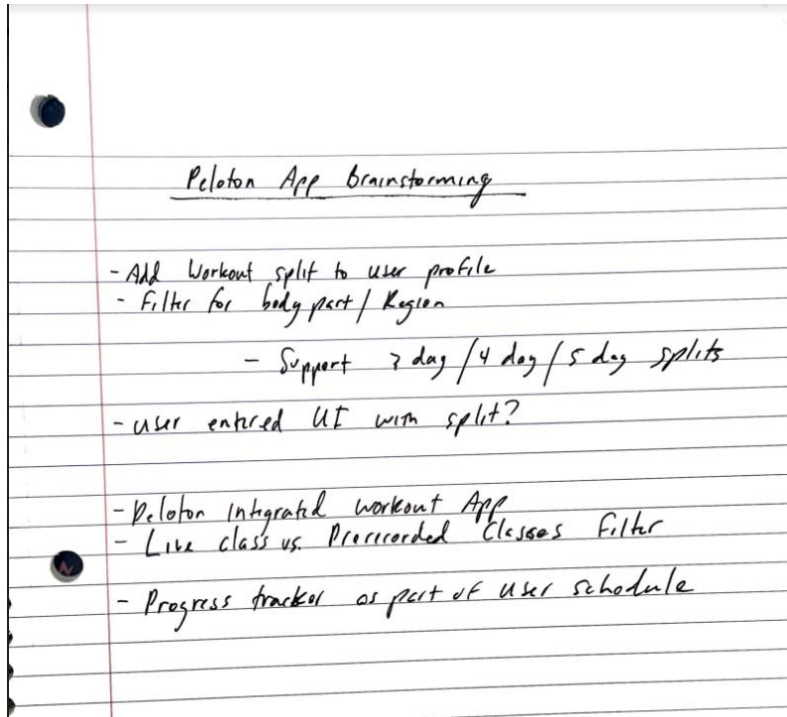 Peloton App Brainstorming
- Add Workout split to user profile
- Filter for body part / Region
- Support 3 day / 4 day / 5 day splits
- user entered UI with split?
- Peloton Integrated workout App
- Live class vs. Prerecorded Classes Filter
- Progress tracker as part of user schedule